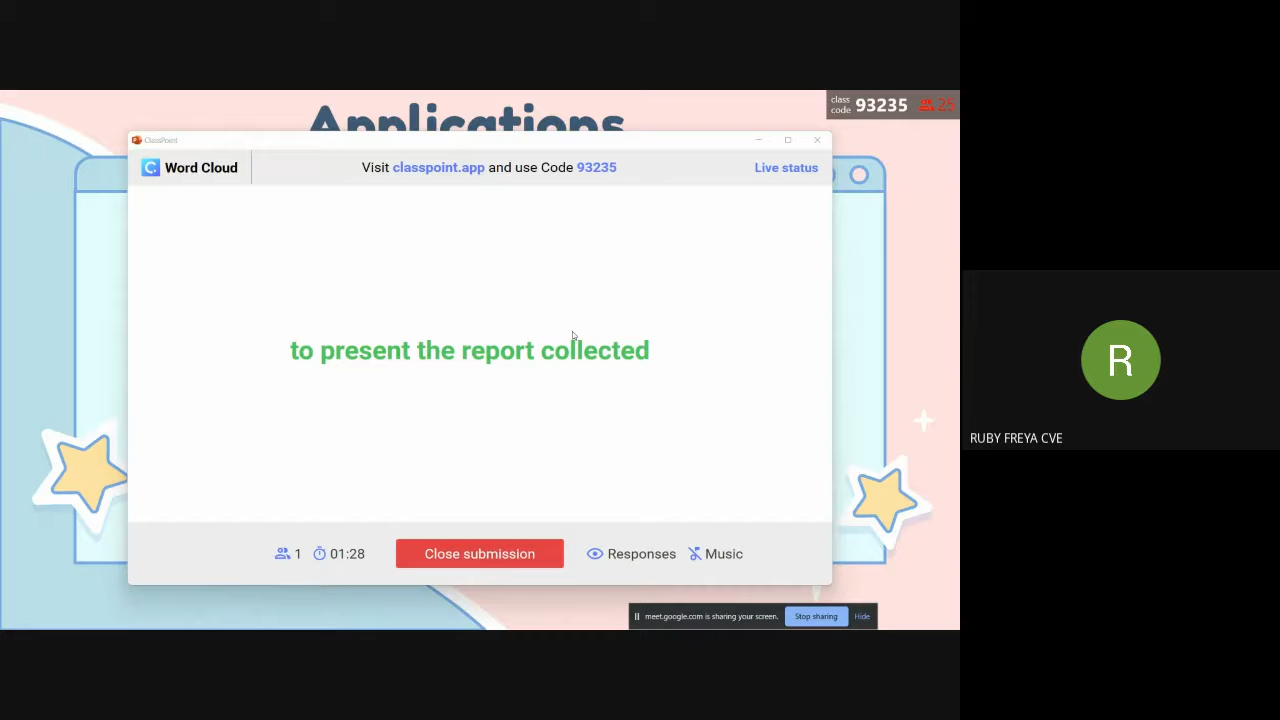 Applications
class
code 93235 25
ClassPoint
Word Cloud
Visit classpoint.app and use Code 93235
Live status
to present the report collected
1 01:28
Close submission
Responses
Music
meet.google.com is sharing your screen.
Stop sharing
Hide
R
RUBY FREYA CVE